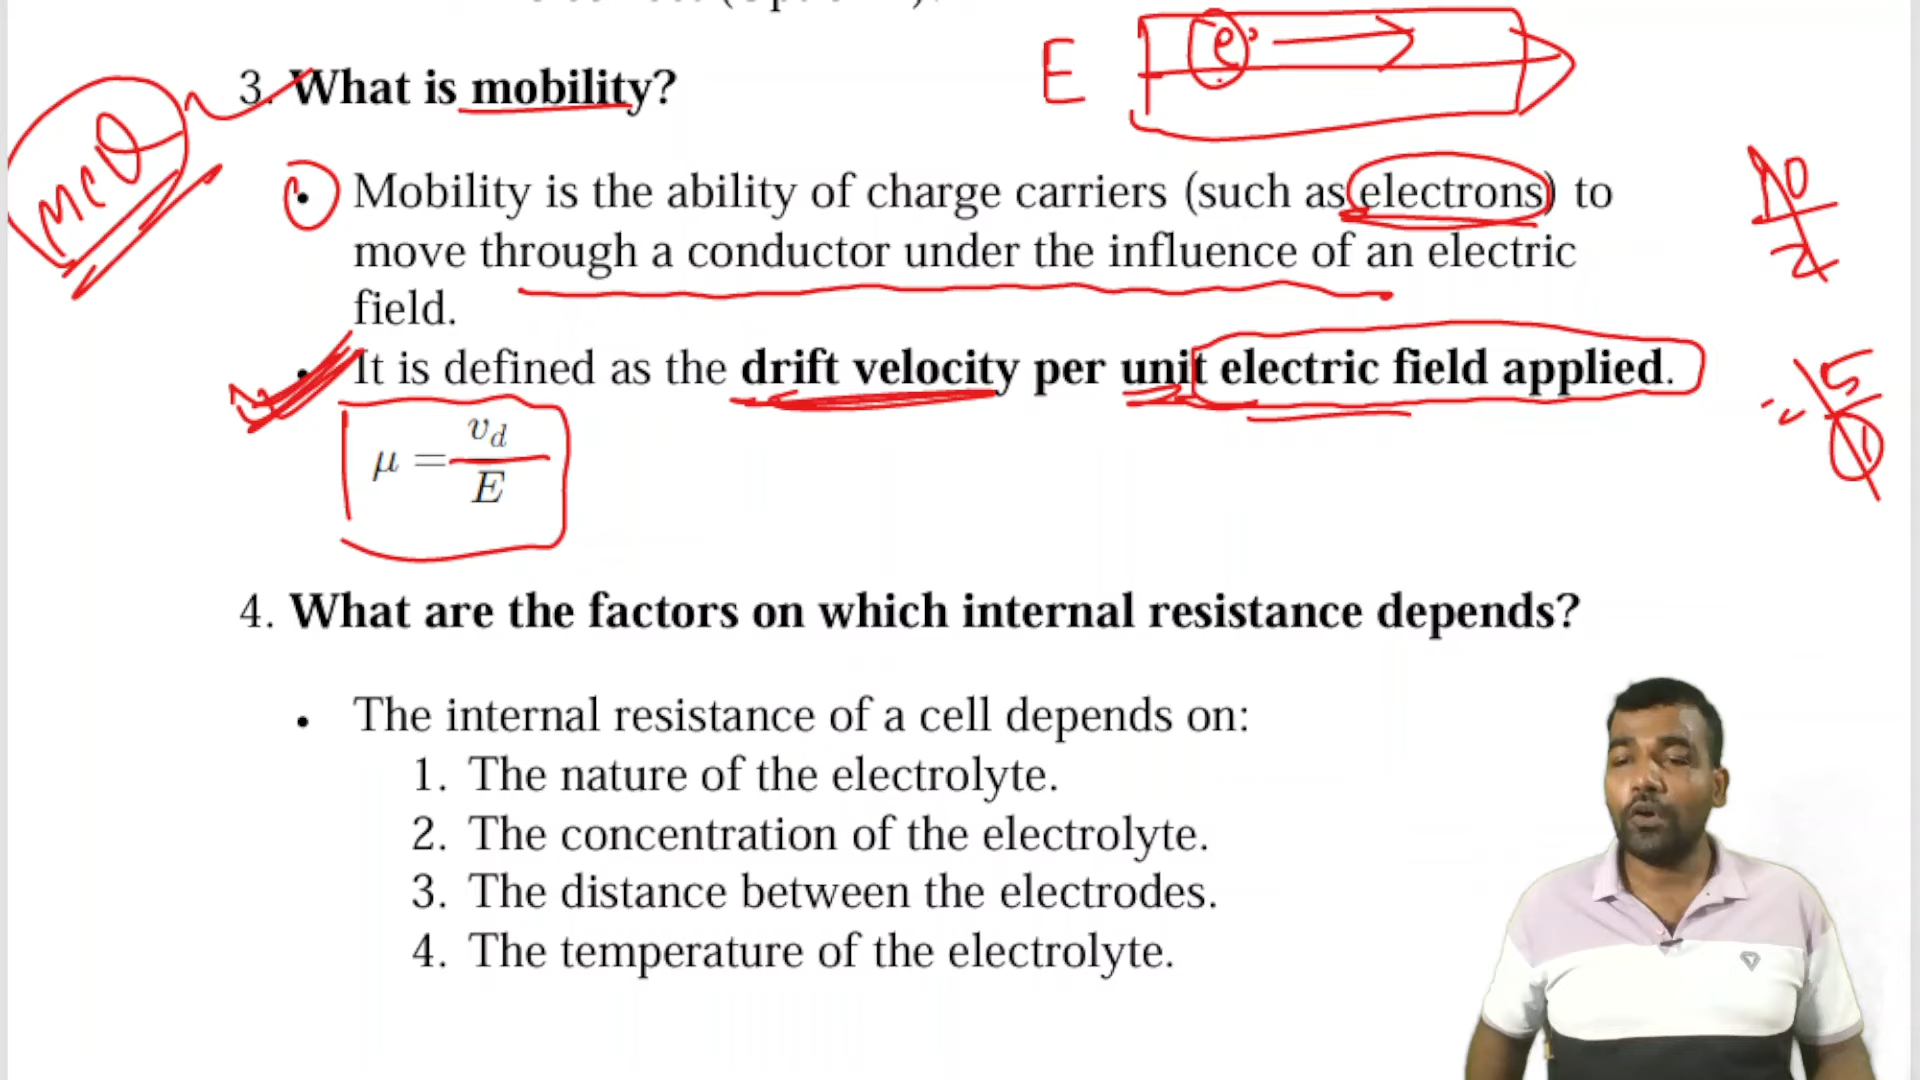 3. What is mobility?
E
e
MCQ
• Mobility is the ability of charge carriers (such as electrons) to
move through a conductor under the influence of an electric
field.
10
2
• It is defined as the drift velocity per unit electric field applied.
= 5
1
μ = v_d / E
4. What are the factors on which internal resistance depends?
• The internal resistance of a cell depends on:
1. The nature of the electrolyte.
2. The concentration of the electrolyte.
3. The distance between the electrodes.
4. The temperature of the electrolyte.